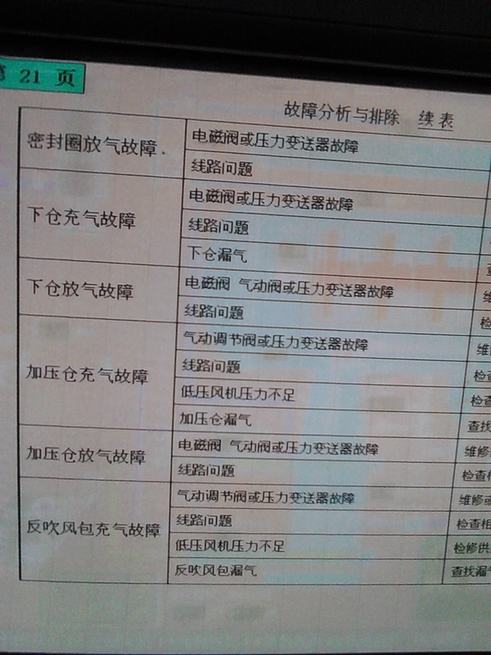 第 21 页
故障分析与排除 续表
密封圈放气故障.
电磁阀或压力变送器故障
线路问题
下仓充气故障
电磁阀或压力变送器故障
线路问题
下仓漏气
下仓放气故障
电磁阀 气动阀或压力变送器故障
维
线路问题
检
加压仓充气故障
气动调节阀或压力变送器故障
维
线路问题
检查
低压风机压力不足
检查
加压仓漏气
查找
加压仓放气故障
电磁阀 气动阀或压力变送器故障
维修
线路问题
检查
反吹风包充气故障
气动调节阀或压力变送器故障
维修
线路问题
检查相
低压风机压力不足
检修供
反吹风包漏气
查找漏